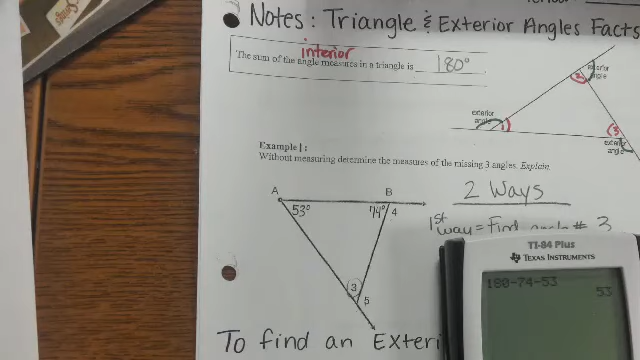 Notes: Triangle & Exterior Angles Facts
interior
The sum of the angle measures in a triangle is 180°.
exterior
angle
2
exterior
angle
1
3
exterior
angle
Example 1:
Without measuring determine the measures of the missing 3 angles. Explain.
A
B
53°
74°
4
3
5
2 Ways
1st way = Find angle # 3
TI-84 Plus
TEXAS INSTRUMENTS
180-74-53
53
To find an Exteri